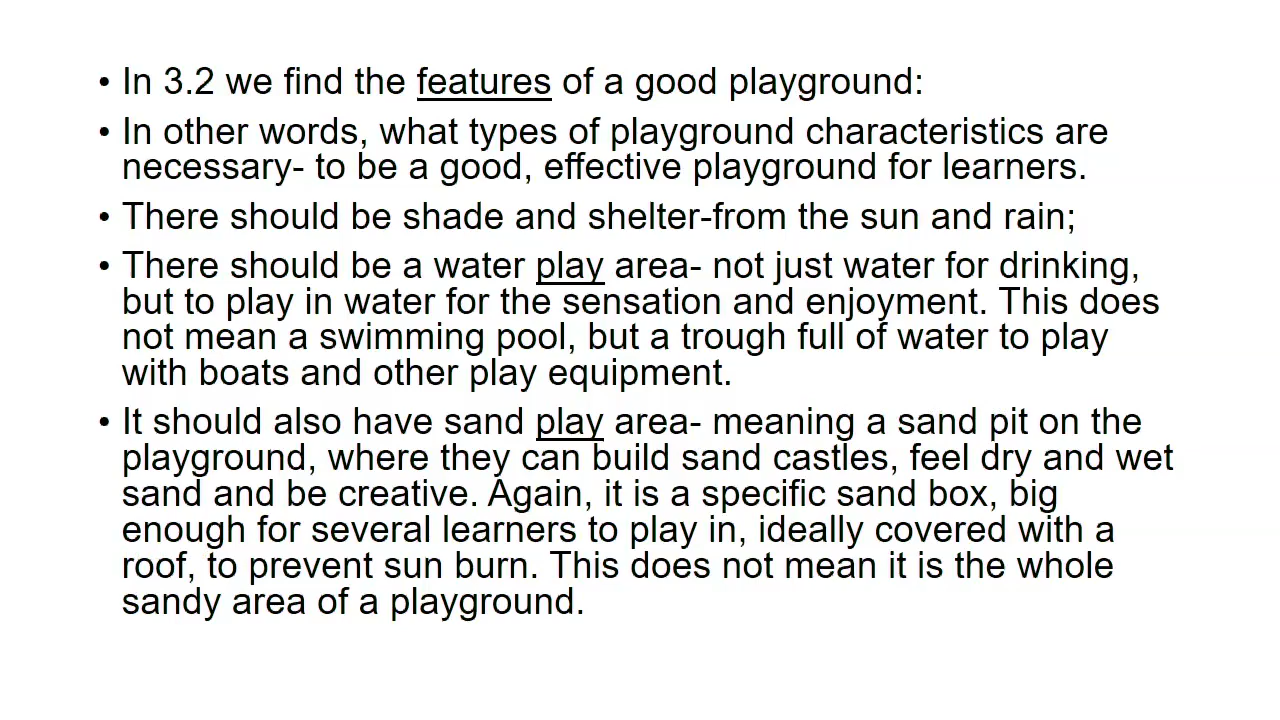 • In 3.2 we find the features of a good playground:
• In other words, what types of playground characteristics are
necessary- to be a good, effective playground for learners.
• There should be shade and shelter-from the sun and rain;
• There should be a water play area- not just water for drinking,
but to play in water for the sensation and enjoyment. This does
not mean a swimming pool, but a trough full of water to play
with boats and other play equipment.
• It should also have sand play area- meaning a sand pit on the
playground, where they can build sand castles, feel dry and wet
sand and be creative. Again, it is a specific sand box, big
enough for several learners to play in, ideally covered with a
roof, to prevent sun burn. This does not mean it is the whole
sandy area of a playground.